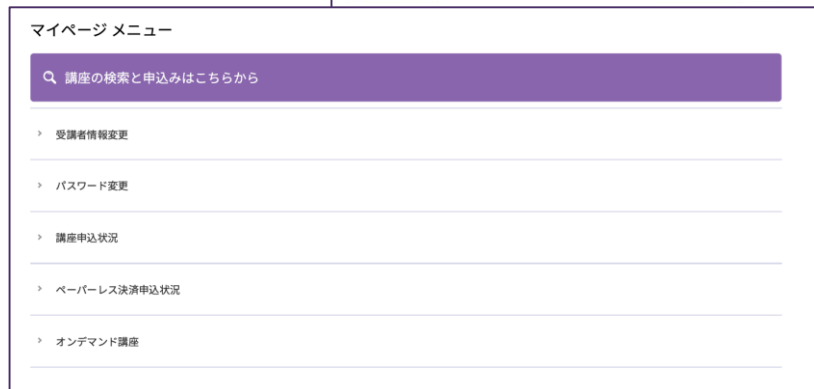 マイページ メニュー
講座の検索と申込みはこちらから
受講者情報変更
パスワード変更
講座申込状況
ペーパーレス決済申込状況
オンデマンド講座